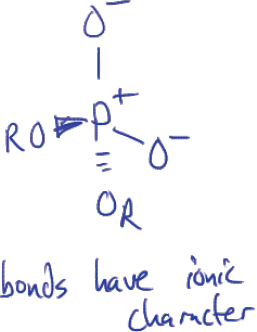 O⁻
RO P⁺ O⁻
OR
bonds have ionic
character